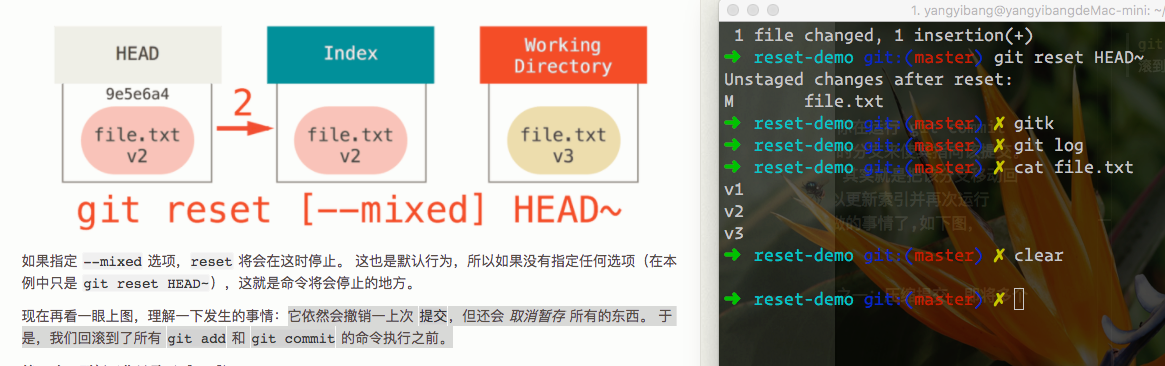 HEAD
Index
Working
Directory
9e5e6a4
2
file.txt
v2
file.txt
v2
file.txt
v3
git reset [--mixed] HEAD~
如果指定 --mixed 选项，reset 将会在这时停止。 这也是默认行为，所以如果没有指定任何选项（在本
例中只是 git reset HEAD~），这就是命令将会停止的地方。
现在再看一眼上图，理解一下发生的事情：它依然会撤销一上次 提交，但还会 取消暂存 所有的东西。 于
是，我们回滚到了所有 git add 和 git commit 的命令执行之前。
1. yangyibang@yangyibangdeMac-mini: ~/
1 file changed, 1 insertion(+)
➜ reset-demo git:(master) git reset HEAD~
Unstaged changes after reset:
M file.txt
➜ reset-demo git:(master) ✗ gitk
➜ reset-demo git:(master) ✗ git log
➜ reset-demo git:(master) ✗ cat file.txt
v1
v2
v3
➜ reset-demo git:(master) ✗ clear
➜ reset-demo git:(master) ✗